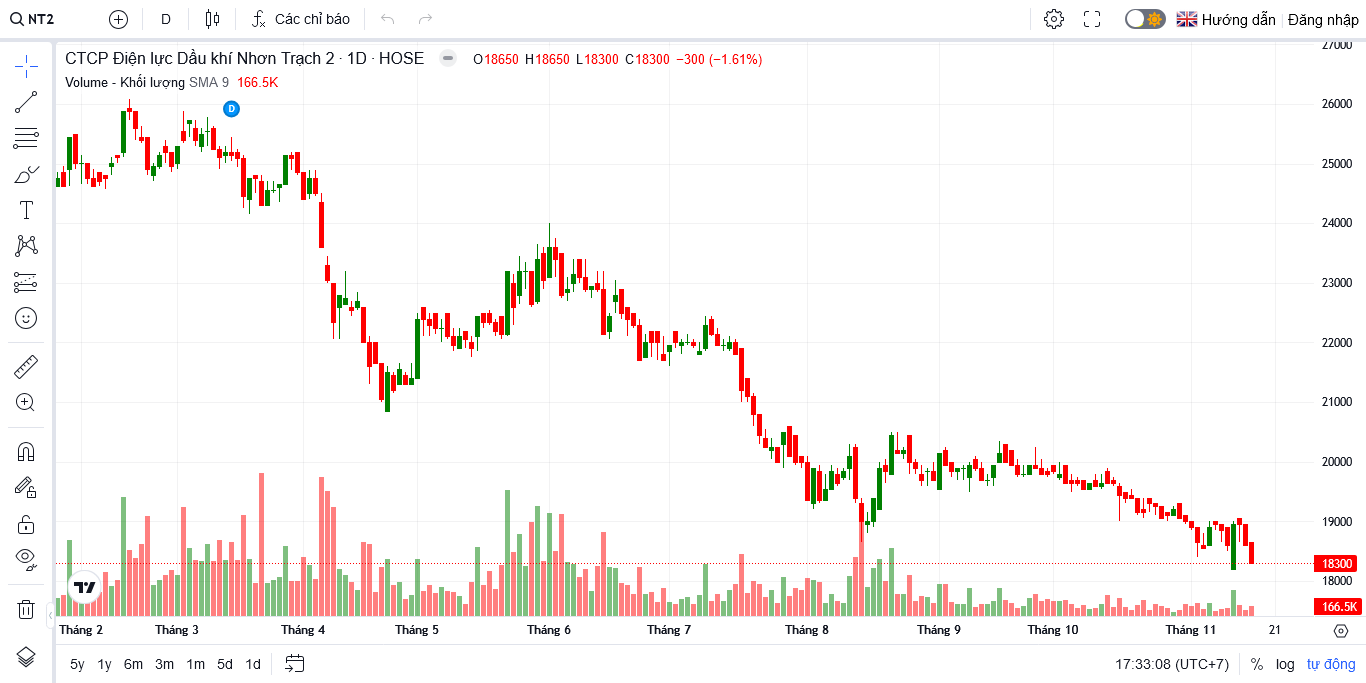 NT2 D Các chỉ báo Hướng dẫn Đăng nhập
CTCP Điện lực Dầu khí Nhơn Trạch 2 · 1D · HOSE O18650 H18650 L18300 C18300 −300 (−1.61%)
Volume - Khối lượng SMA 9 166.5K
D
27000
26000
25000
24000
23000
22000
21000
20000
19000
18300
18000
166.5K
Tháng 2 Tháng 3 Tháng 4 Tháng 5 Tháng 6 Tháng 7 Tháng 8 Tháng 9 Tháng 10 Tháng 11 21
5y 1y 6m 3m 1m 5d 1d 17:33:08 (UTC+7) % log tự động